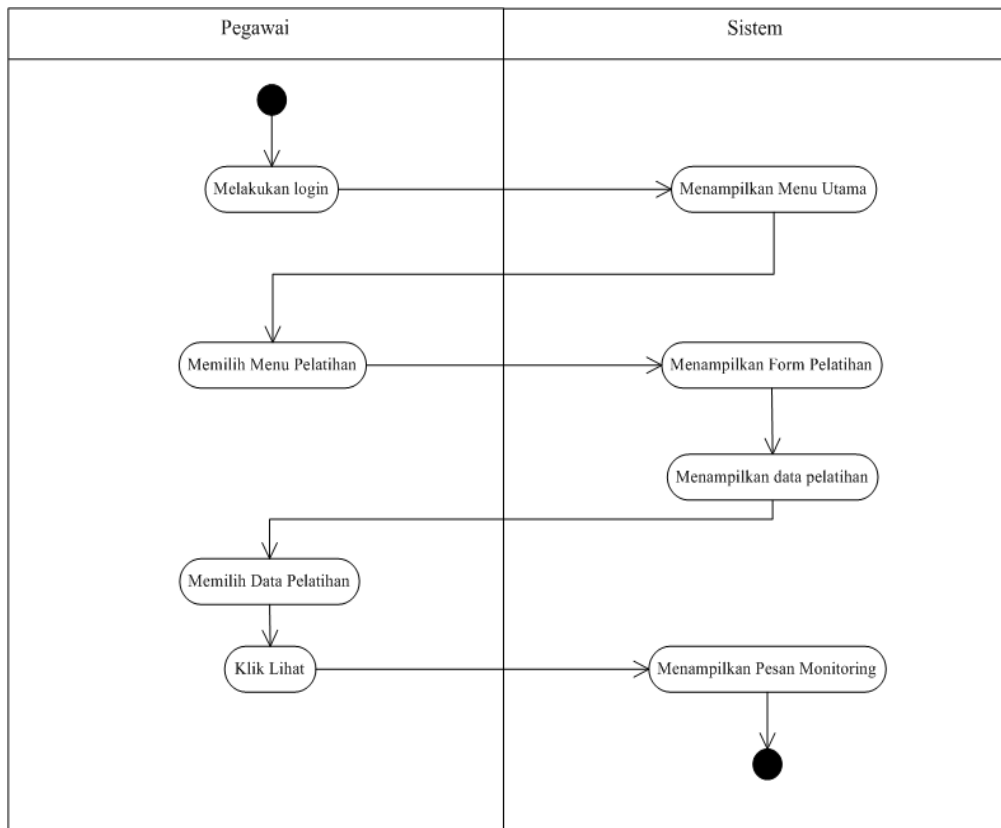 Pegawai
Sistem
Melakukan login
Menampilkan Menu Utama
Memilih Menu Pelatihan
Menampilkan Form Pelatihan
Menampilkan data pelatihan
Memilih Data Pelatihan
Klik Lihat
Menampilkan Pesan Monitoring